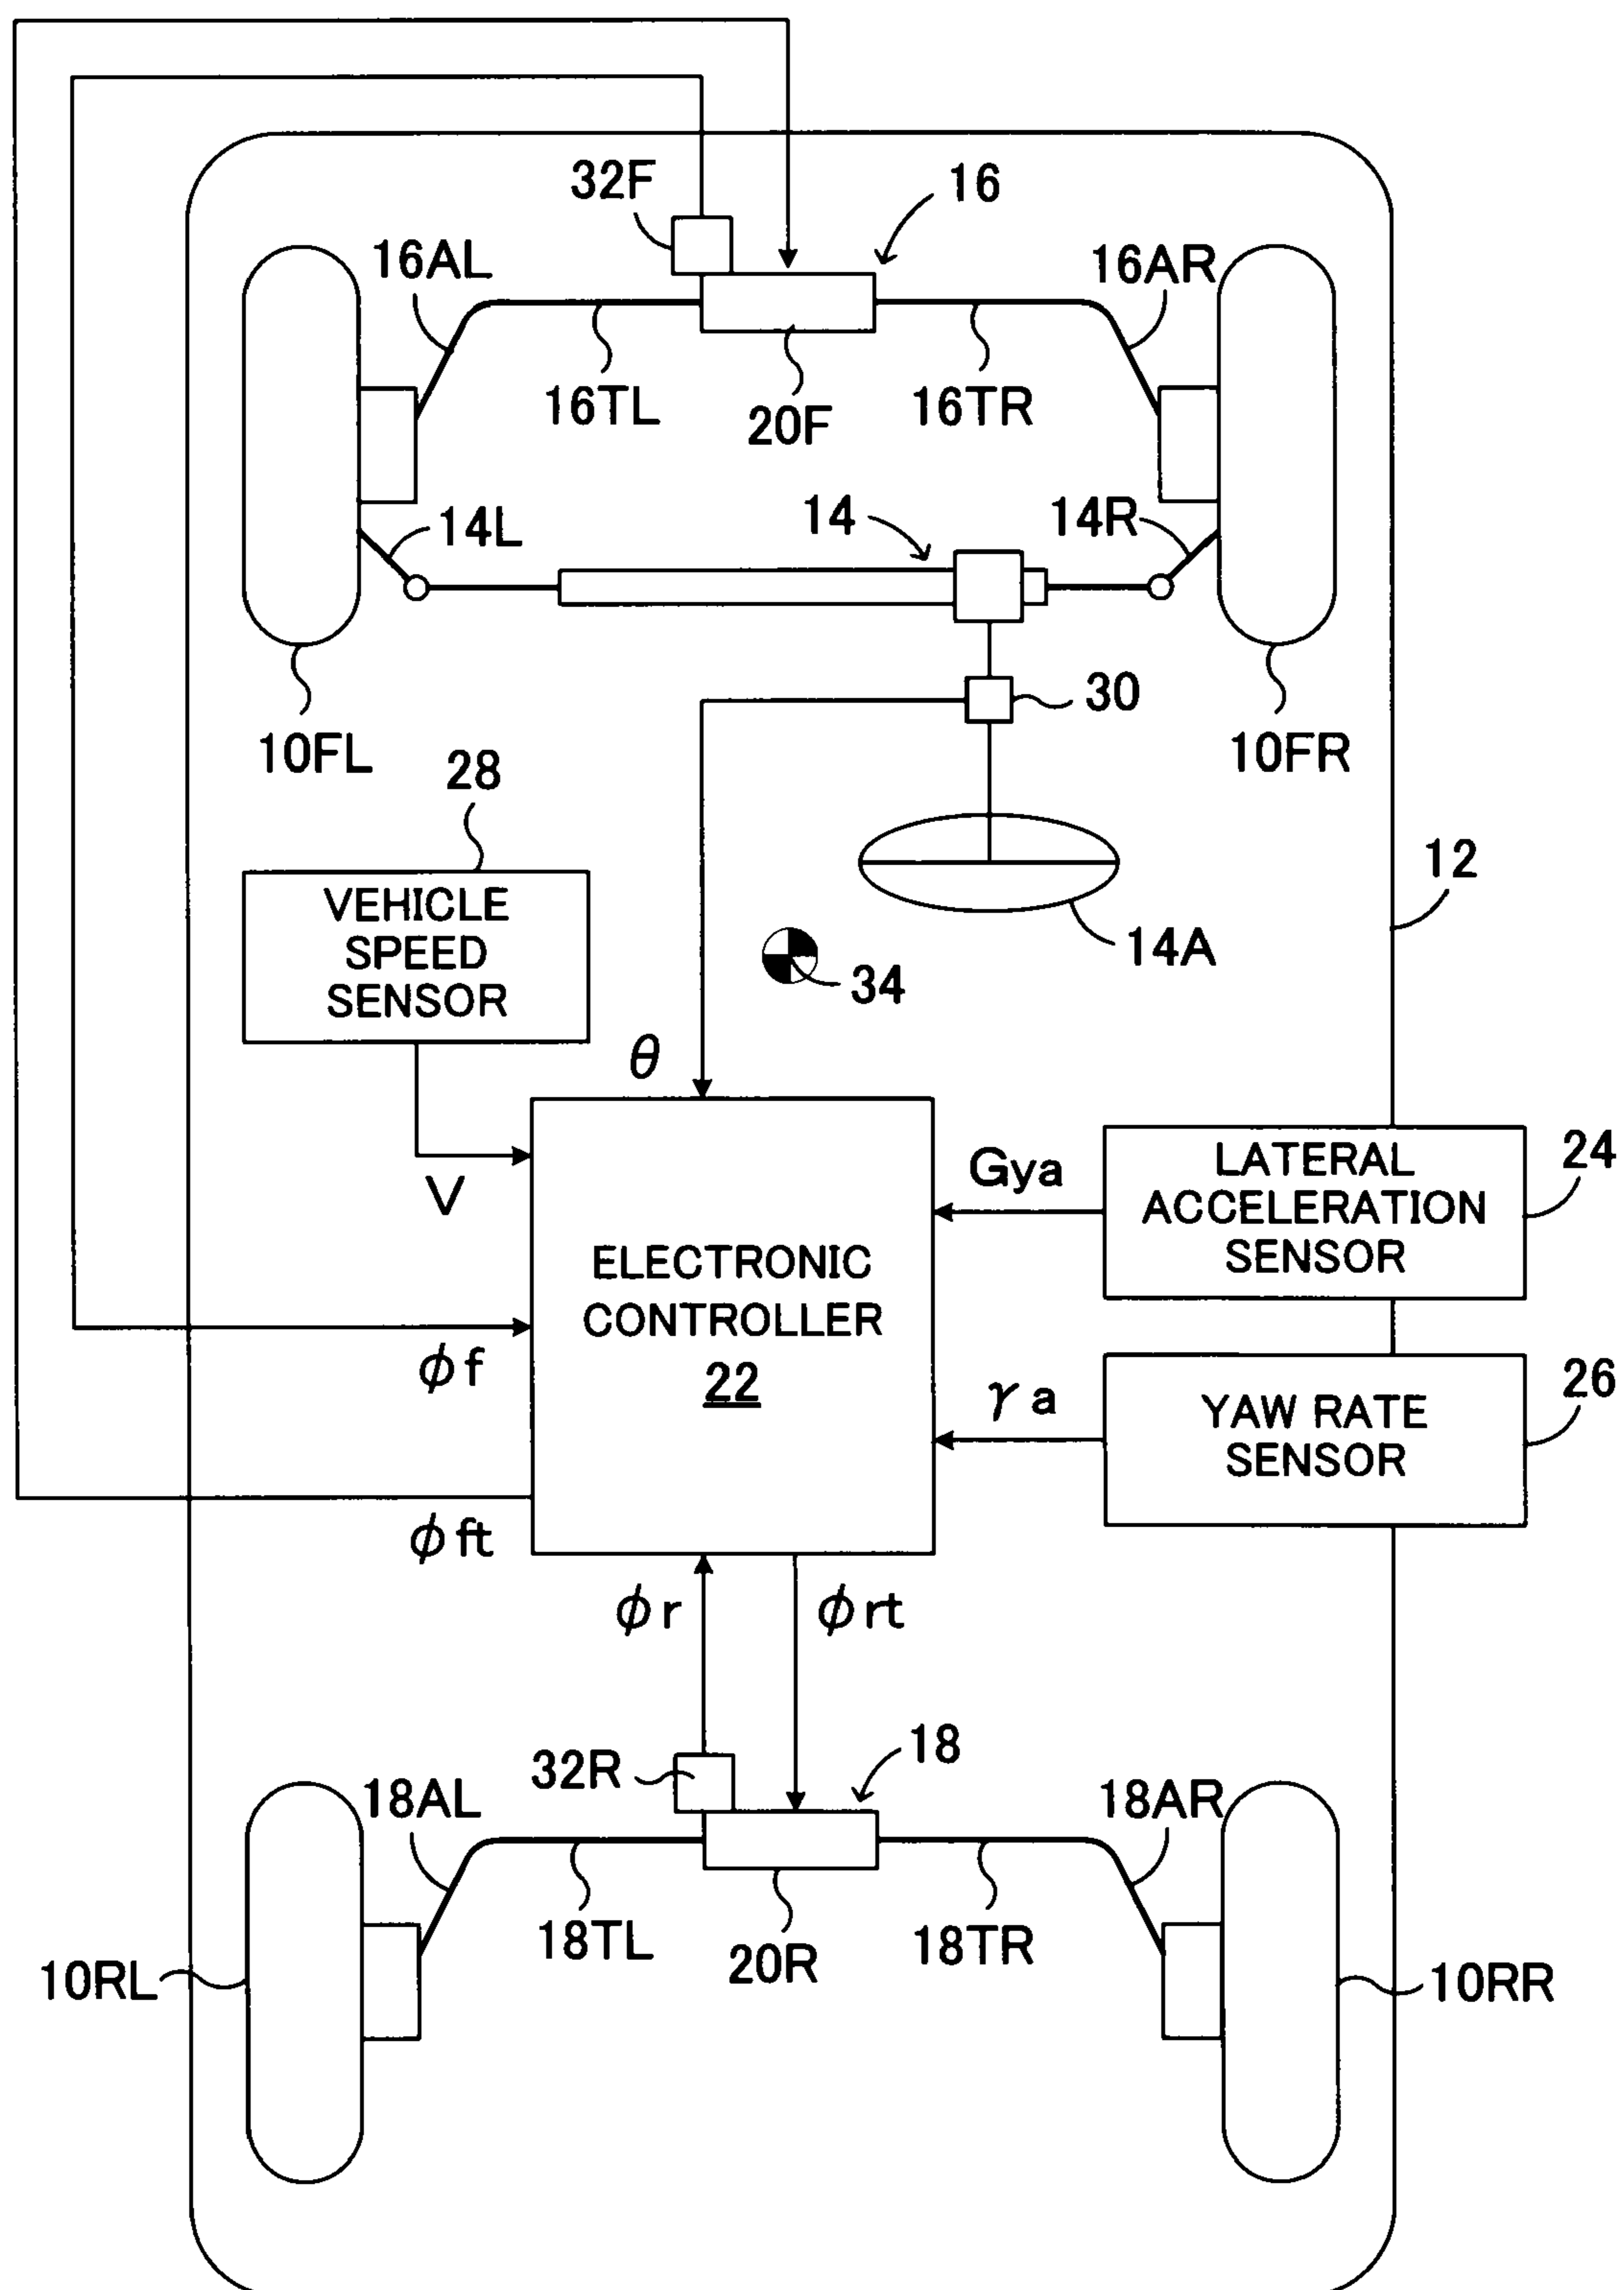 32F
16
16AL
16AR
16TL
20F
16TR
14L
14
14R
30
10FL
10FR
28
VEHICLE
SPEED
SENSOR
12
14A
34
θ
V
Gya
LATERAL
ACCELERATION
SENSOR
24
ELECTRONIC
CONTROLLER
22
ϕf
γa
YAW RATE
SENSOR
26
ϕft
ϕr
ϕrt
32R
18
18AL
18AR
18TL
20R
18TR
10RL
10RR